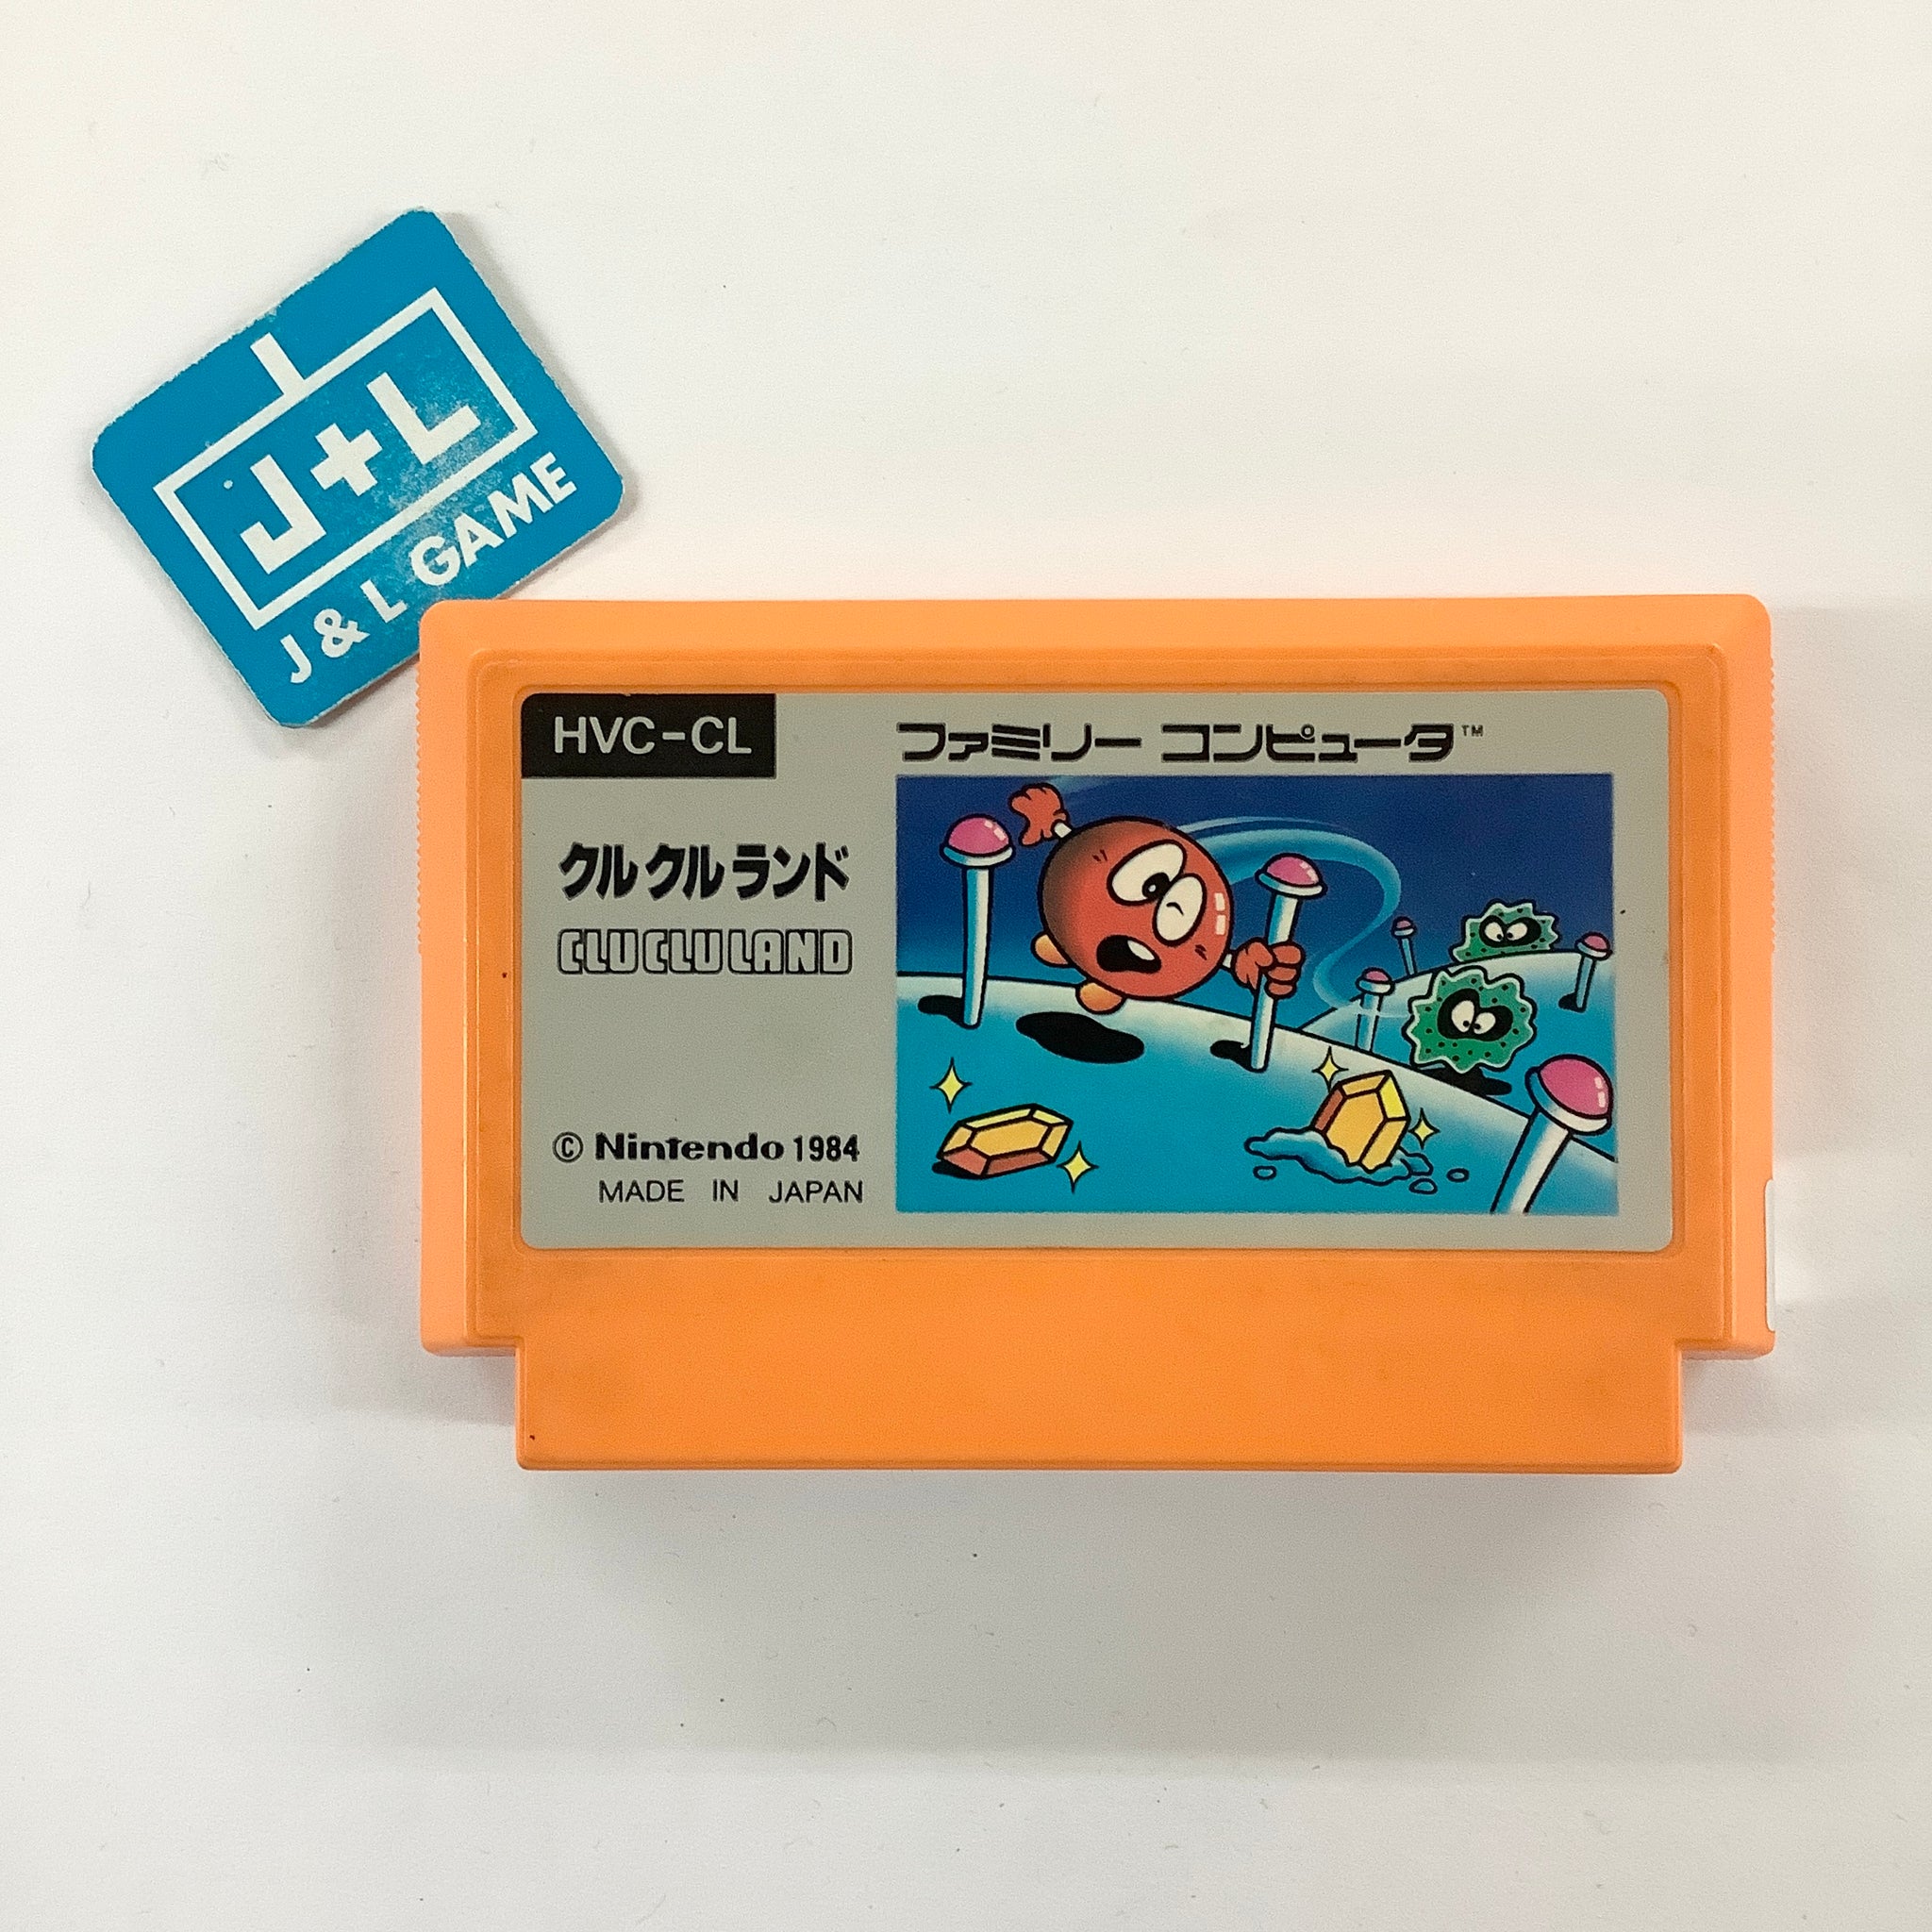 J+L
J & L GAME
HVC-CL
ファミリー コンピュータ™
クルクルランド
CLU CLU LAND
© Nintendo 1984
MADE IN JAPAN